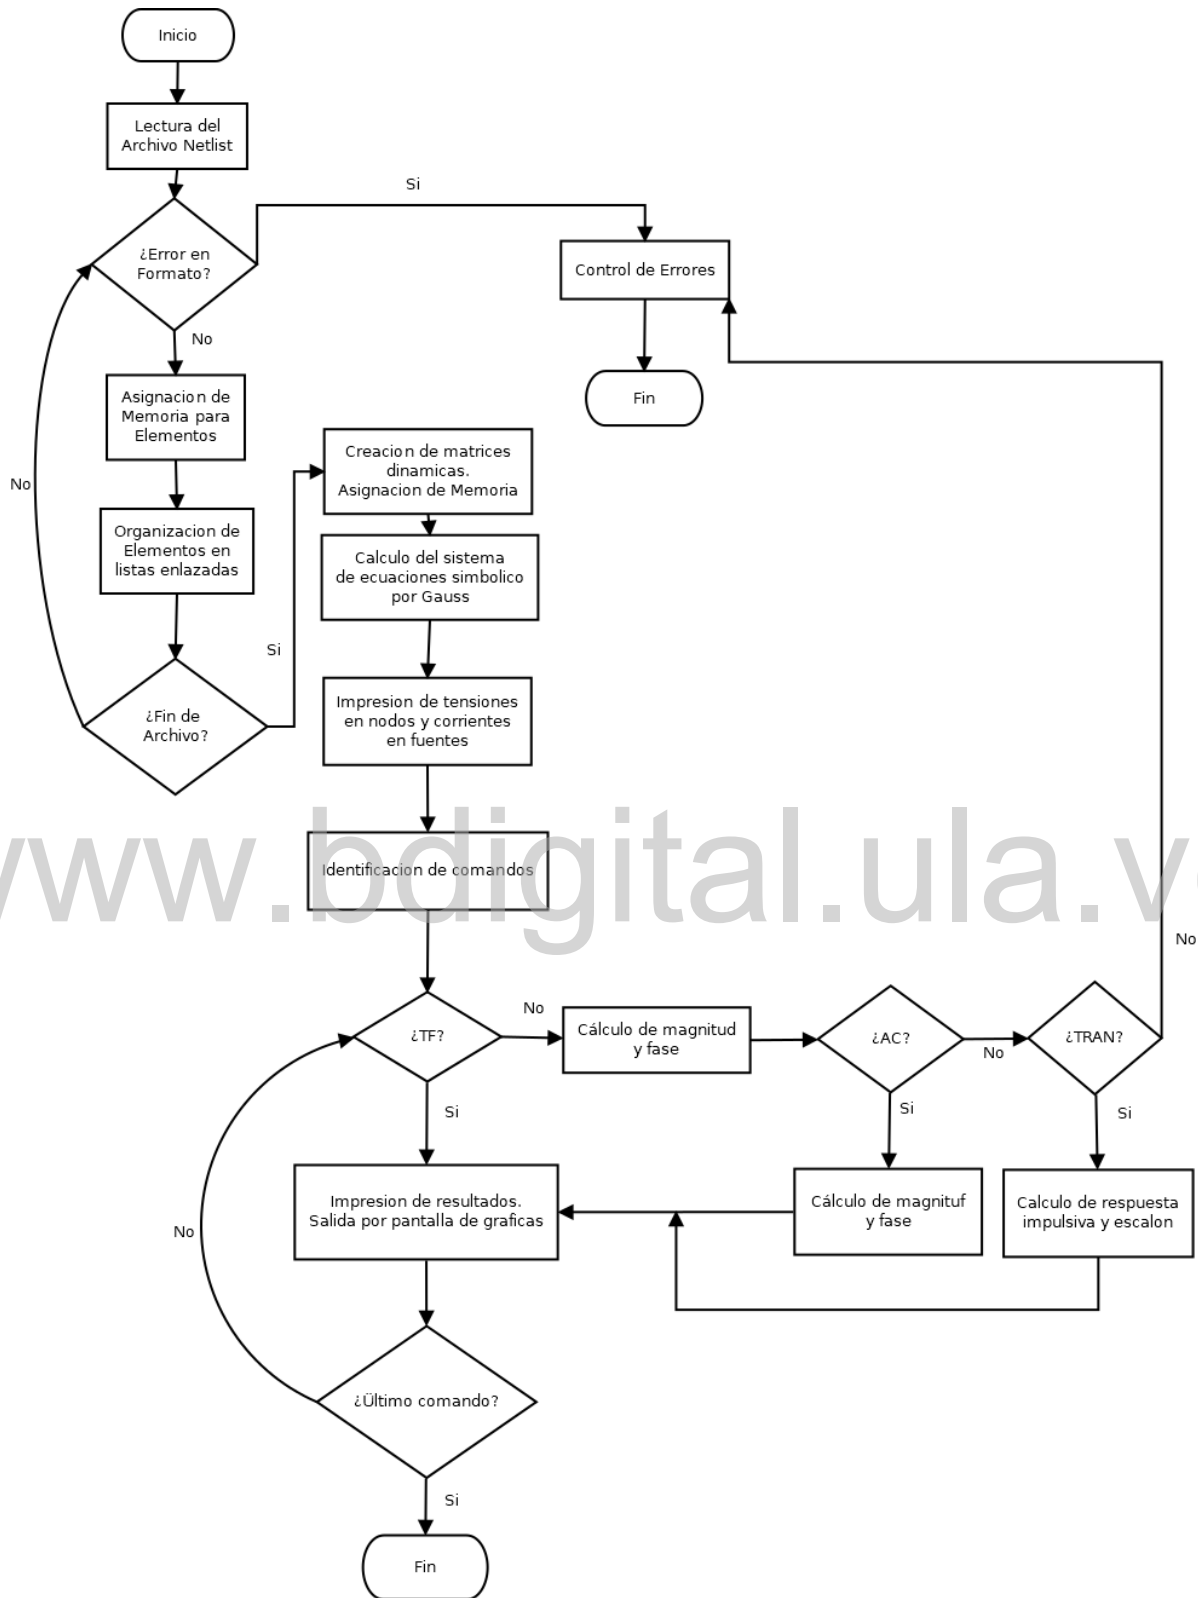 Inicio
Lectura del
Archivo Netlist
Si
¿Error en
Formato?
Control de Errores
No
Asignacion de
Memoria para
Elementos
Fin
Creacion de matrices
dinamicas.
Asignacion de Memoria
No
Organizacion de
Elementos en
listas enlazadas
Calculo del sistema
de ecuaciones simbolico
por Gauss
Si
¿Fin de
Archivo?
Impresion de tensiones
en nodos y corrientes
en fuentes
Identificacion de comandos
www.bdigital.ula.v
No
¿TF?
No
Cálculo de magnitud
y fase
¿AC?
No
¿TRAN?
Si
Si
Si
Impresion de resultados.
Salida por pantalla de graficas
Cálculo de magnituf
y fase
Calculo de respuesta
impulsiva y escalon
No
¿Último comando?
Si
Fin